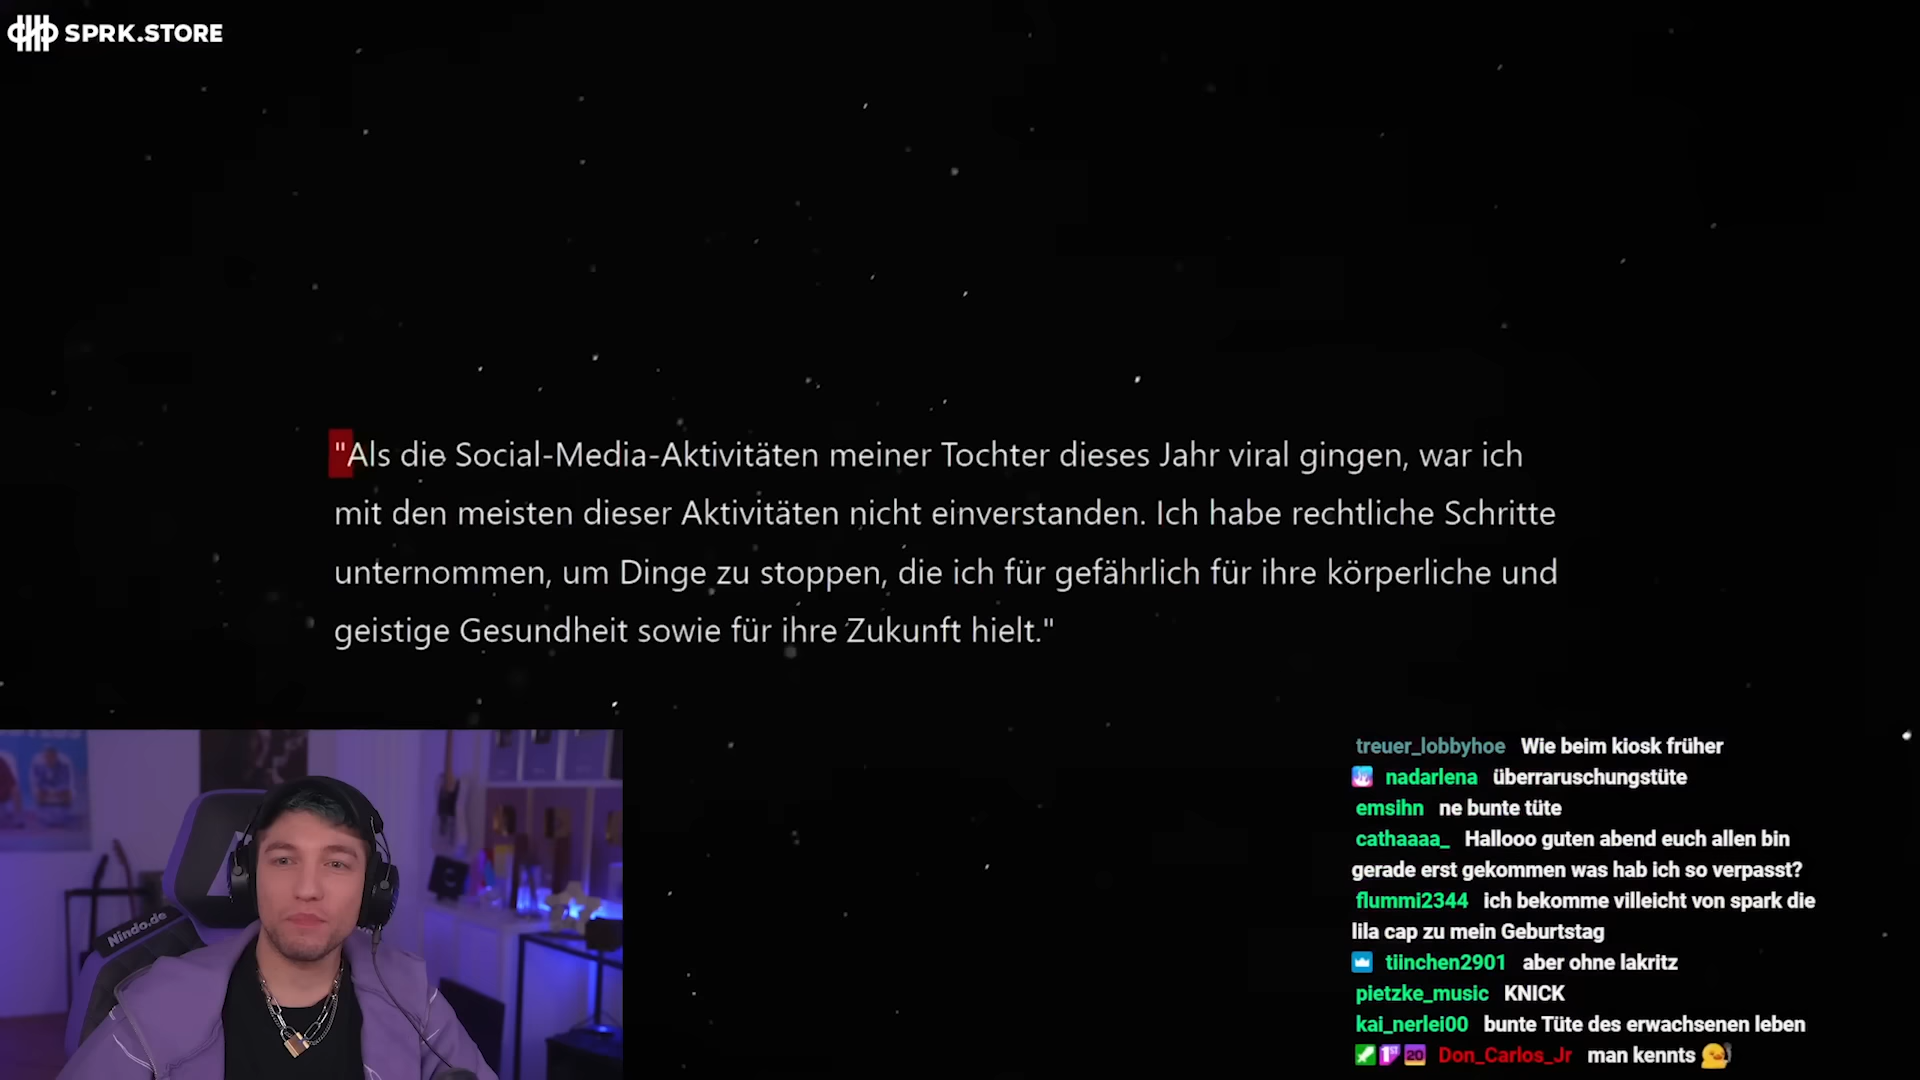 SPRK.STORE
"Als die Social-Media-Aktivitäten meiner Tochter dieses Jahr viral gingen, war ich
mit den meisten dieser Aktivitäten nicht einverstanden. Ich habe rechtliche Schritte
unternommen, um Dinge zu stoppen, die ich für gefährlich für ihre körperliche und
geistige Gesundheit sowie für ihre Zukunft hielt."
Nindo.de
treuer_lobbyhoe Wie beim kiosk früher
nadarlena überraruschungstüte
emsihn ne bunte tüte
cathaaaa_ Hallooo guten abend euch allen bin
gerade erst gekommen was hab ich so verpasst?
flummi2344 ich bekomme villeicht von spark die
lila cap zu mein Geburtstag
tiinchen2901 aber ohne lakritz
pietzke_music KNICK
kai_nerlei00 bunte Tüte des erwachsenen leben
1ST 20 Don_Carlos_Jr man kennts